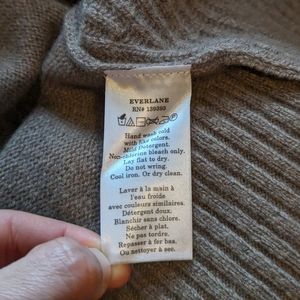 EVERLANE
RN# 139393
Hand wash cold
with like colors.
Mild Detergent.
Non-chlorine bleach only.
Lay flat to dry.
Do not wring.
Cool iron. Or dry clean.
Laver à la main à
l'eau froide
avec couleurs similaires.
Détergent doux.
Blanchir sans chlore.
Sécher à plat.
Ne pas tordre.
Repasser à fer bas.
Ou nettoyer à sec.